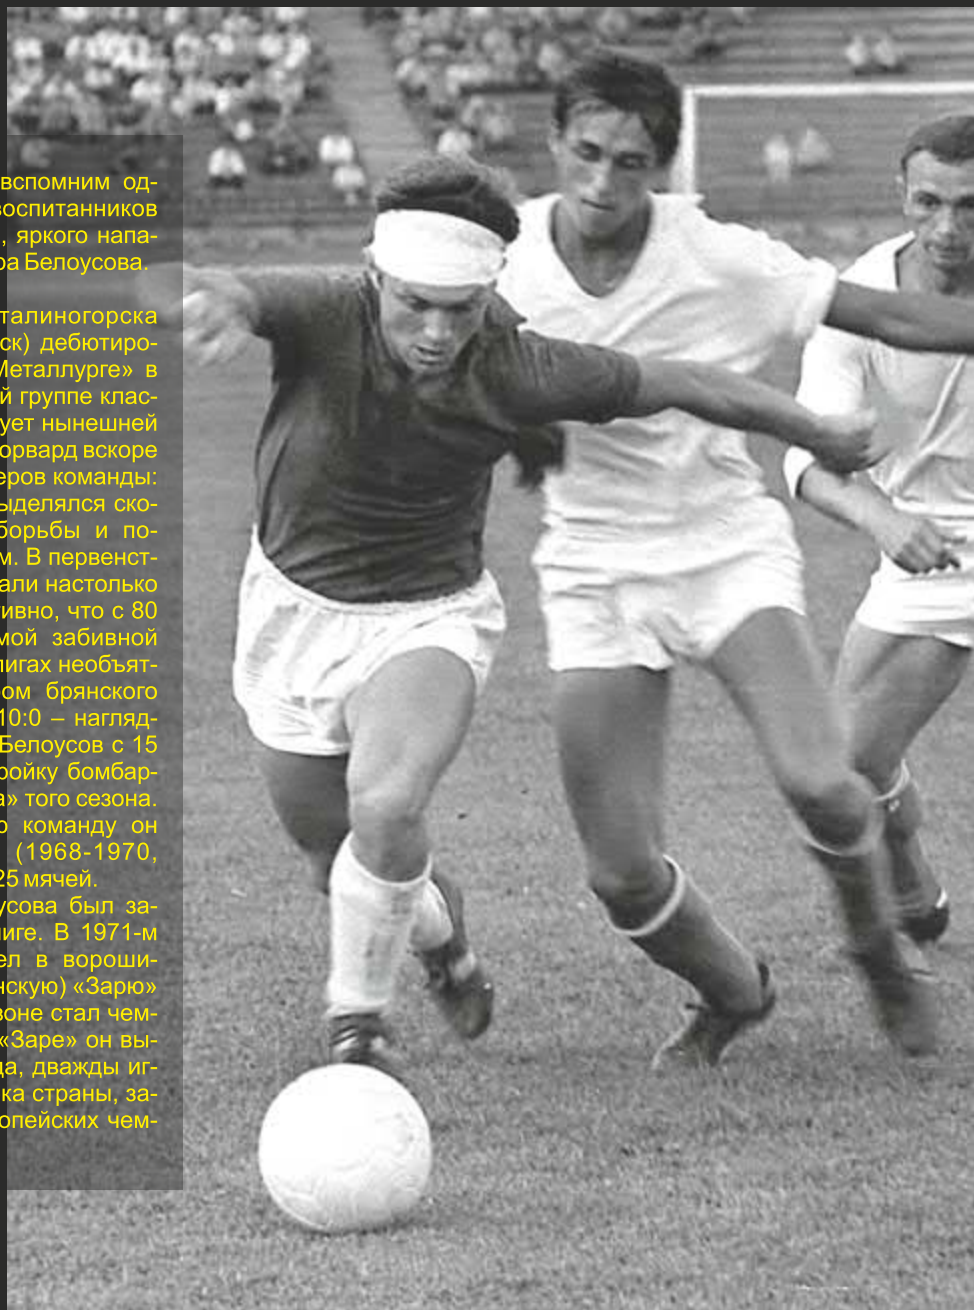 вспомним од-
воспитанников
, яркого напа-
ра Белоусова.
талиногорска
ск) дебютиро-
Металлурге» в
й группе клас-
ует нынешней
орвард вскоре
еров команды:
ыделялся ско-
борьбы и по-
м. В первенст-
али настолько
тивно, что с 80
мой забивной
лигах необъят-
ом брянского
10:0 – нагляд-
Белоусов с 15
ройку бомбар-
а» того сезона.
ю команду он
(1968-1970,
25 мячей.
усова был за-
иге. В 1971-м
ел в вороши-
нскую) «Зарю»
зоне стал чем-
«Заре» он вы-
да, дважды иг-
ка страны, за-
опейских чем-